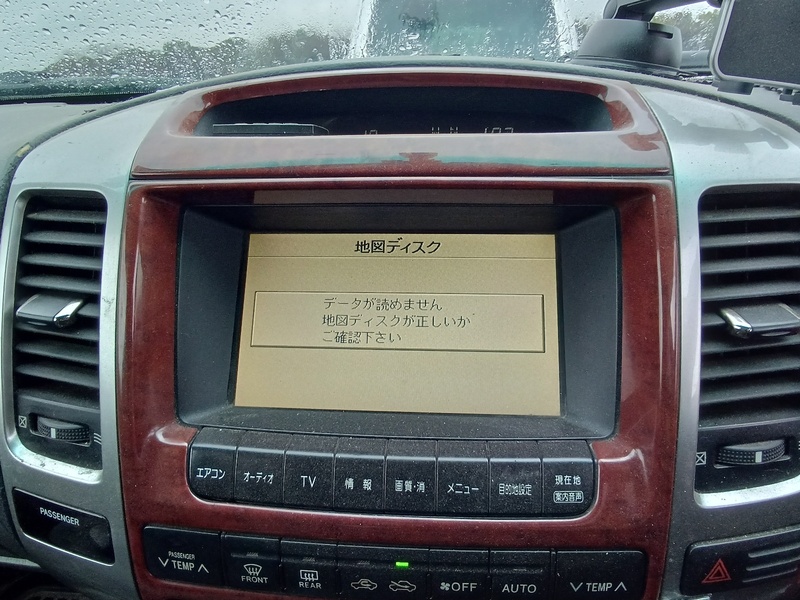 地図ディスク
データが読めません
地図ディスクが正しいか
ご確認下さい
エアコン
オーディオ
TV
情報
画質・消
メニュー
目的地設定
現在地
案内音声
PASSENGER
PASSENGER
TEMP
FRONT
REAR
OFF
AUTO
TEMP